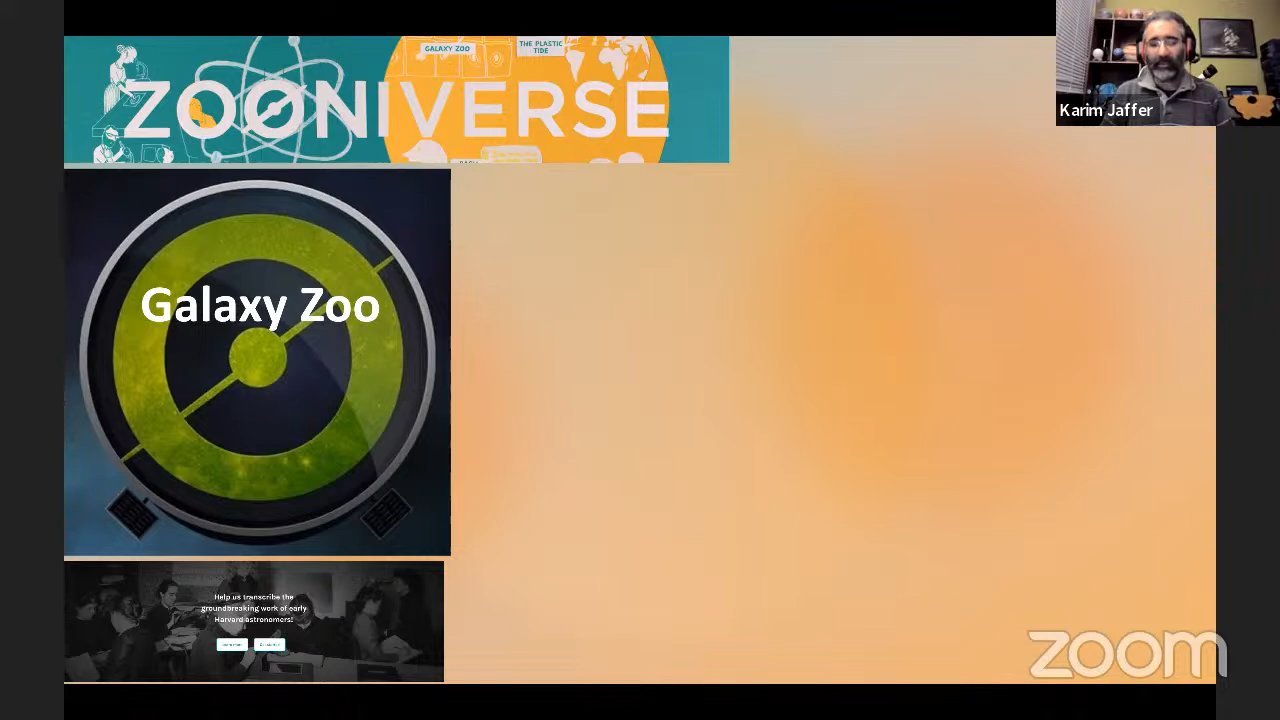 GALAXY ZOO
THE PLASTIC
TIDE
ZOONIVERSE
Karim Jaffer
Galaxy Zoo
Help us transcribe the
groundbreaking work of early
Harvard astronomers!
zoom